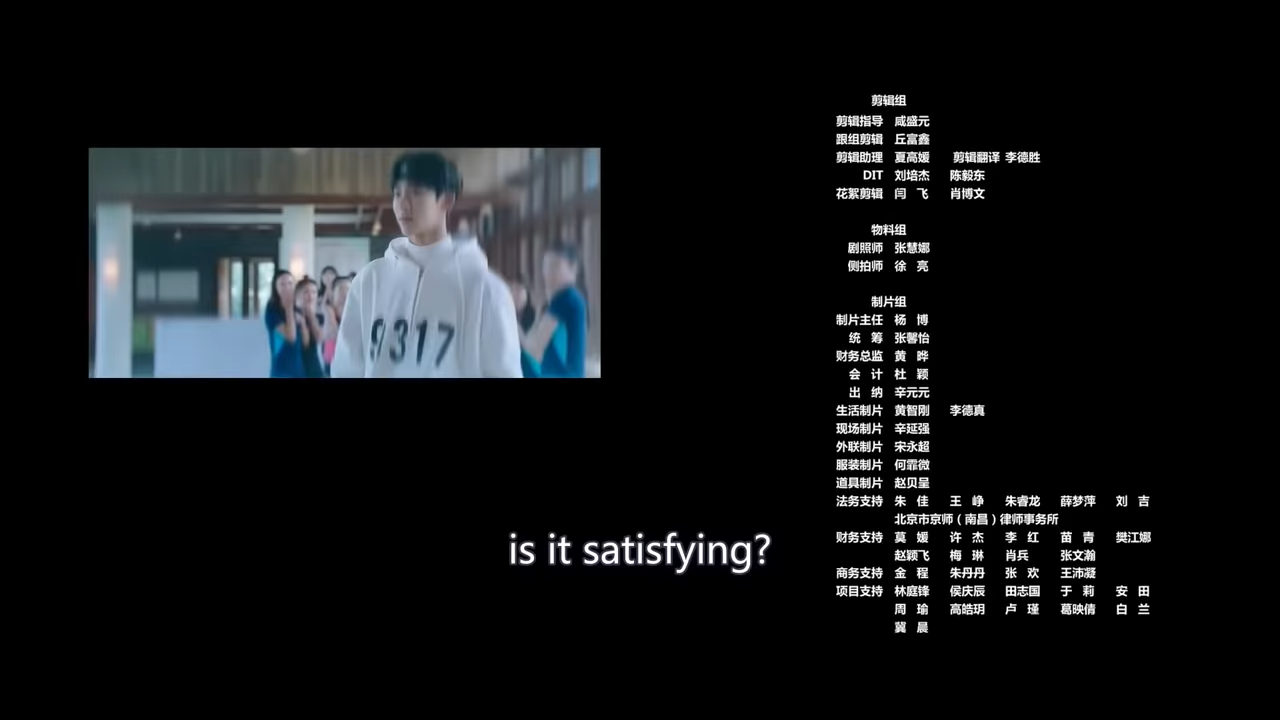 9317
is it satisfying?
剪辑组
剪辑指导 咸盛元
跟组剪辑 丘富鑫
剪辑助理 夏高媛 剪辑翻译 李德胜
DIT 刘培杰 陈毅东
花絮剪辑 闫 飞 肖博文
物料组
剧照师 张慧娜
侧拍师 徐 亮
制片组
制片主任 杨 博
统 筹 张馨怡
财务总监 黄 晔
会 计 杜 颖
出 纳 辛元元
生活制片 黄智刚 李德真
现场制片 辛延强
外联制片 宋永超
服装制片 何霏微
道具制片 赵贝呈
法务支持 朱 佳 王 峥 朱睿龙 薛梦萍 刘 吉
北京市京师（南昌）律师事务所
财务支持 莫 媛 许 杰 李 红 苗 青 樊江娜
赵颖飞 梅 琳 肖兵 张文瀚
商务支持 金 程 朱丹丹 张 欢 王沛凝
项目支持 林庭锋 侯庆辰 田志国 于 莉 安 田
周 瑜 高皓玥 卢 瑾 葛映倩 白 兰
冀 晨